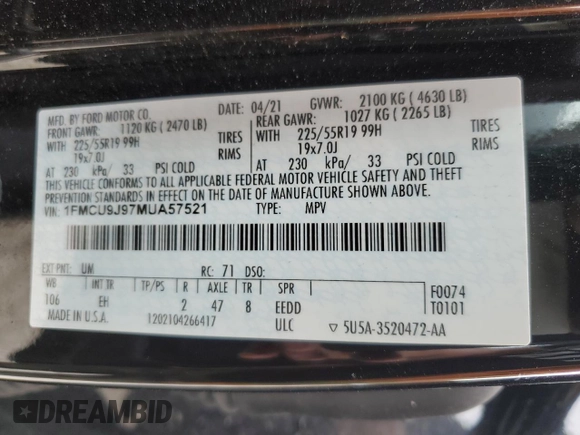 MFD. BY FORD MOTOR CO. DATE: 04/21 GVWR: 2100 KG ( 4630 LB)
FRONT GAWR: 1120 KG ( 2470 LB) REAR GAWR: 1027 KG ( 2265 LB)
WITH 225/55R19 99H TIRES WITH 225/55R19 99H TIRES
19x7.0J RIMS 19x7.0J RIMS
AT 230 kPa/ 33 PSI COLD AT 230 kPa/ 33 PSI COLD
THIS VEHICLE CONFORMS TO ALL APPLICABLE FEDERAL MOTOR VEHICLE SAFETY AND THEFT
PREVENTION STANDARDS IN EFFECT ON THE DATE OF MANUFACTURE SHOWN ABOVE.
VIN: 1FMCU9J97MUA57521 TYPE: MPV
EXT PNT: UM RC: 71 DSO:
WB INT TR TP/PS R AXLE TR SPR
106 EH 2 47 8 EEDD
F0074
T0101
MADE IN U.S.A. 1202104266417 ULC ▽ 5U5A-3520472-AA
DREAMBID